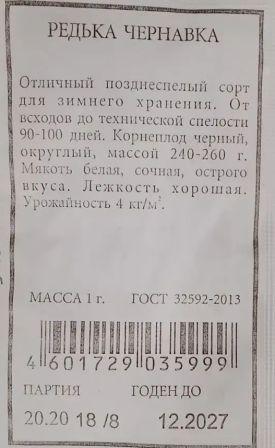 РЕДЬКА ЧЕРНАВКА
Отличный позднеспелый сорт
для зимнего хранения. От
всходов до технической спелости
90-100 дней. Корнеплод черный,
округлый, массой 240-260 г.
Мякоть белая, сочная, острого
вкуса. Лежкость хорошая.
Урожайность 4 кг/м².
МАССА 1 г. ГОСТ 32592-2013
4 601729 035999
ПАРТИЯ ГОДЕН ДО
20.20 18 /8 12.2027